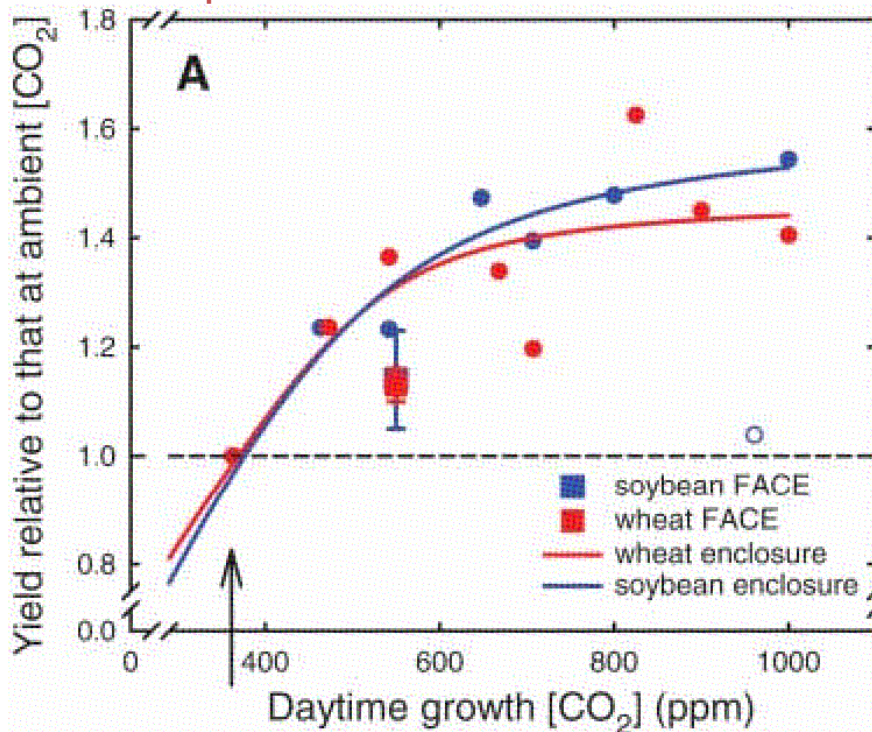 Yield relative to that at ambient [CO₂]
A
1.8
1.6
1.4
1.2
1.0
0.8
0.0
soybean FACE
wheat FACE
wheat enclosure
soybean enclosure
0
400
600
800
1000
Daytime growth [CO₂] (ppm)